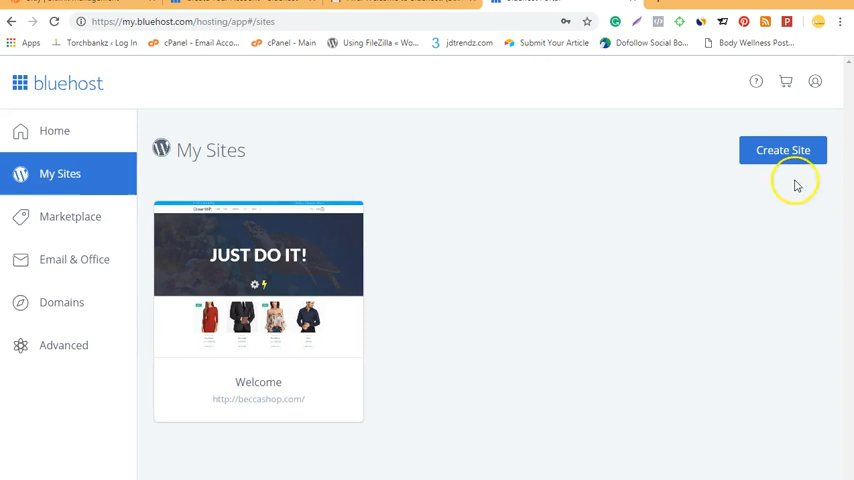 https://my.bluehost.com/hosting/app#/sites
Apps
Torchbankz ‹ Log In
cPanel - Email Acco...
cPanel - Main
Using FileZilla « Wo...
jdtrendz.com
Submit Your Article
Dofollow Social Bo...
Body Wellness Post...
bluehost
Home
My Sites
Marketplace
Email & Office
Domains
Advanced
My Sites
Create Site
JUST DO IT!
Welcome
http://beccashop.com/